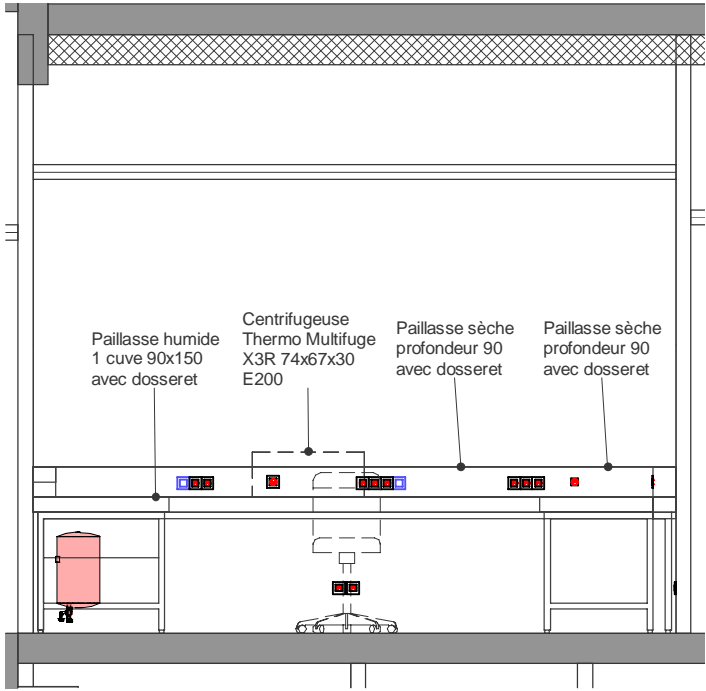 Paillasse humide
1 cuve 90x150
avec dosseret
Centrifugeuse
Thermo Multifuge
X3R 74x67x30
E200
Paillasse sèche
profondeur 90
avec dosseret
Paillasse sèche
profondeur 90
avec dosseret